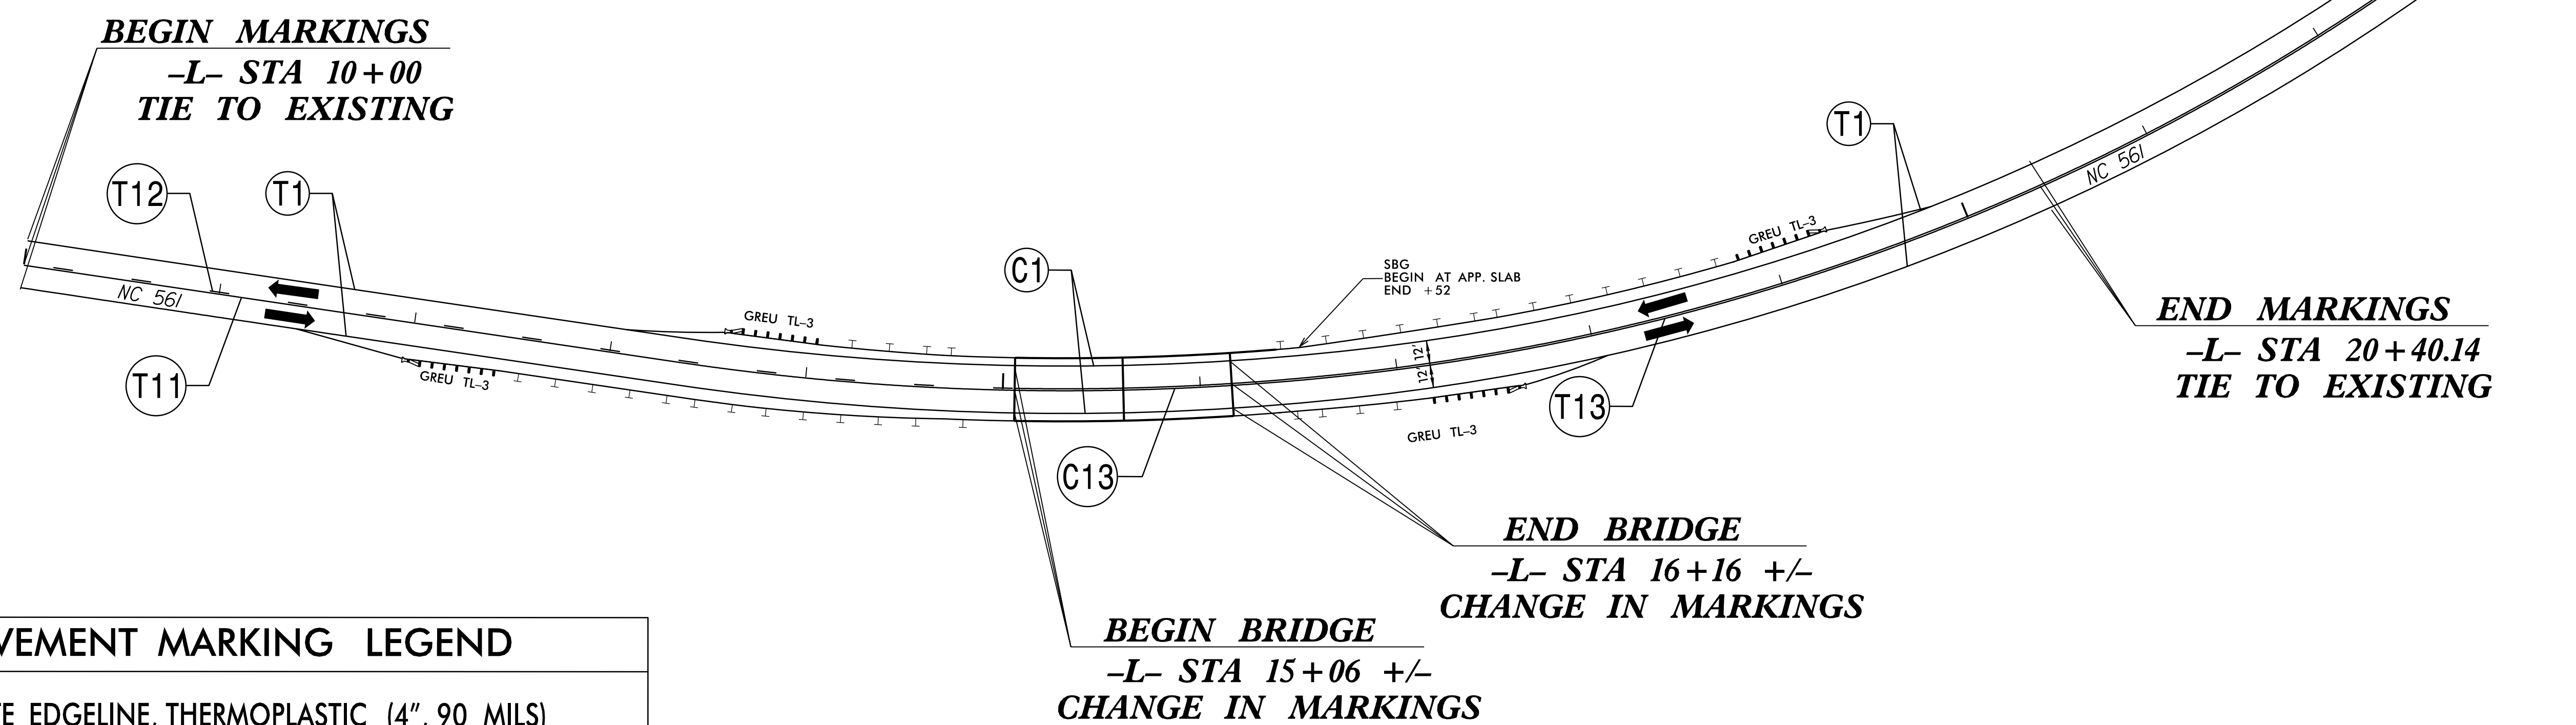 BEGIN MARKINGS
–L– STA 10+00
TIE TO EXISTING
T12
T1
T11
NC 561
GREU TL–3
GREU TL–3
C1
SBG
BEGIN AT APP. SLAB
END +52
C13
12'
12'
GREU TL–3
GREU TL–3
T13
T1
NC 561
END MARKINGS
–L– STA 20+40.14
TIE TO EXISTING
END BRIDGE
–L– STA 16+16 +/–
CHANGE IN MARKINGS
BEGIN BRIDGE
–L– STA 15+06 +/–
CHANGE IN MARKINGS
VEMENT MARKING LEGEND
TE EDGELINE, THERMOPLASTIC (4", 90 MILS)